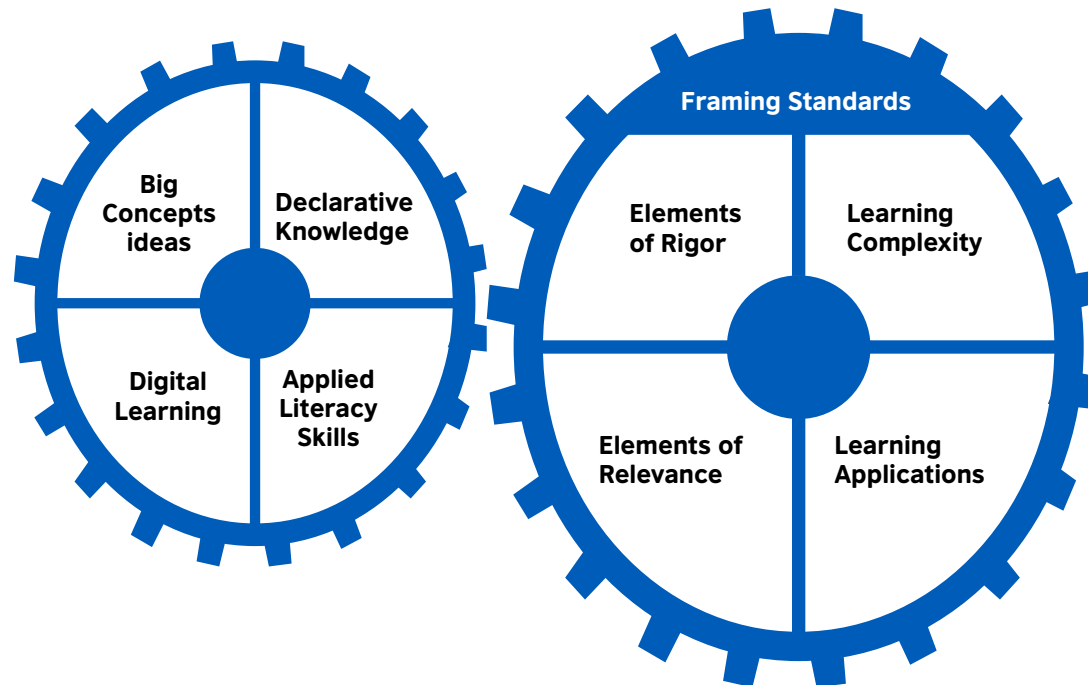 Big
Concepts
ideas
Declarative
Knowledge
Digital
Learning
Applied
Literacy
Skills
Framing Standards
Elements
of Rigor
Learning
Complexity
Elements of
Relevance
Learning
Applications